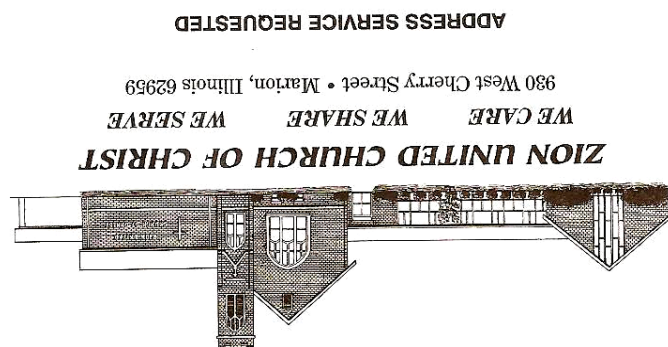 ZION UNITED CHURCH OF CHRIST
WE CARE WE SHARE WE SERVE
930 West Cherry Street • Marion, Illinois 62959
ADDRESS SERVICE REQUESTED